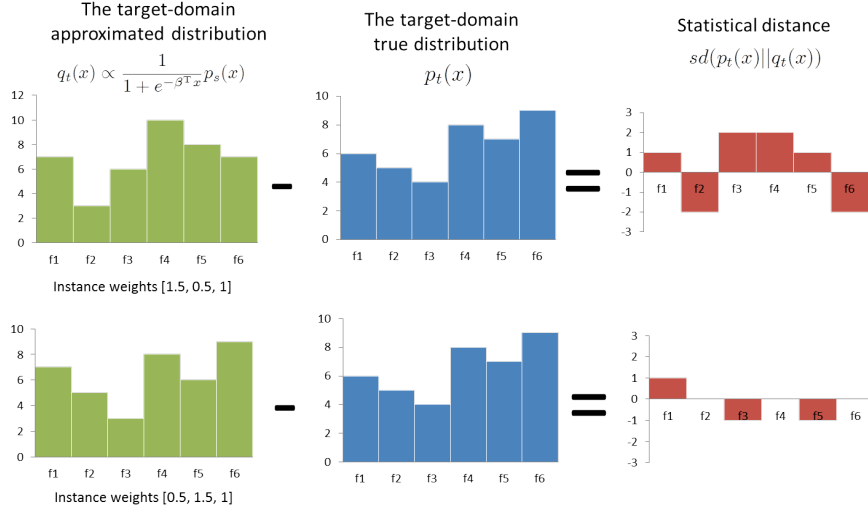 The target-domain
approximated distribution
q_t(x) ∝ \frac{1}{1 + e^{-β^T x}} p_s(x)
The target-domain
true distribution
p_t(x)
Statistical distance
sd(p_t(x)||q_t(x))
12
10
8
6
4
2
0
f1 f2 f3 f4 f5 f6
Instance weights [1.5, 0.5, 1]
10
8
6
4
2
0
f1 f2 f3 f4 f5 f6
3
2
1
0
-1
-2
-3
f1 f2 f3 f4 f5 f6
10
8
6
4
2
0
f1 f2 f3 f4 f5 f6
Instance weights [0.5, 1.5, 1]
10
8
6
4
2
0
f1 f2 f3 f4 f5 f6
3
2
1
0
-1
-2
-3
f1 f2 f3 f4 f5 f6